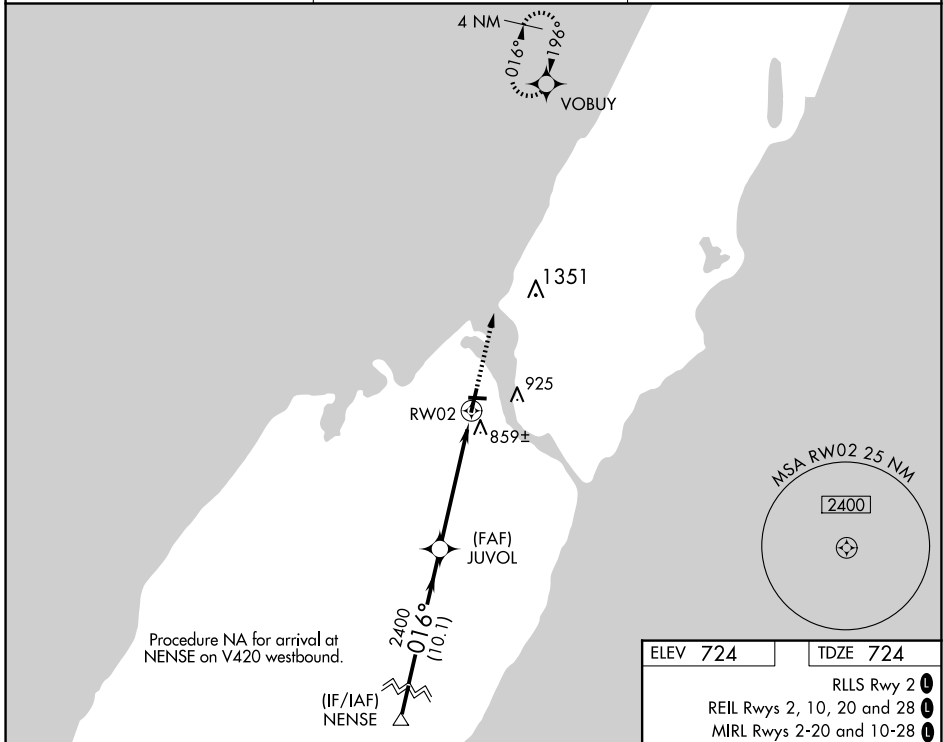 4 NM
016°
196°
VOBUY
1351
925
RW02
859±
MSA RW02 25 NM
2400
(FAF)
JUVOL
2400
016°
(10.1)
Procedure NA for arrival at
NENSE on V420 westbound.
(IF/IAF)
NENSE
ELEV 724
TDZE 724
RLLS Rwy 2 L
REIL Rwys 2, 10, 20 and 28 L
MIRL Rwys 2-20 and 10-28 L